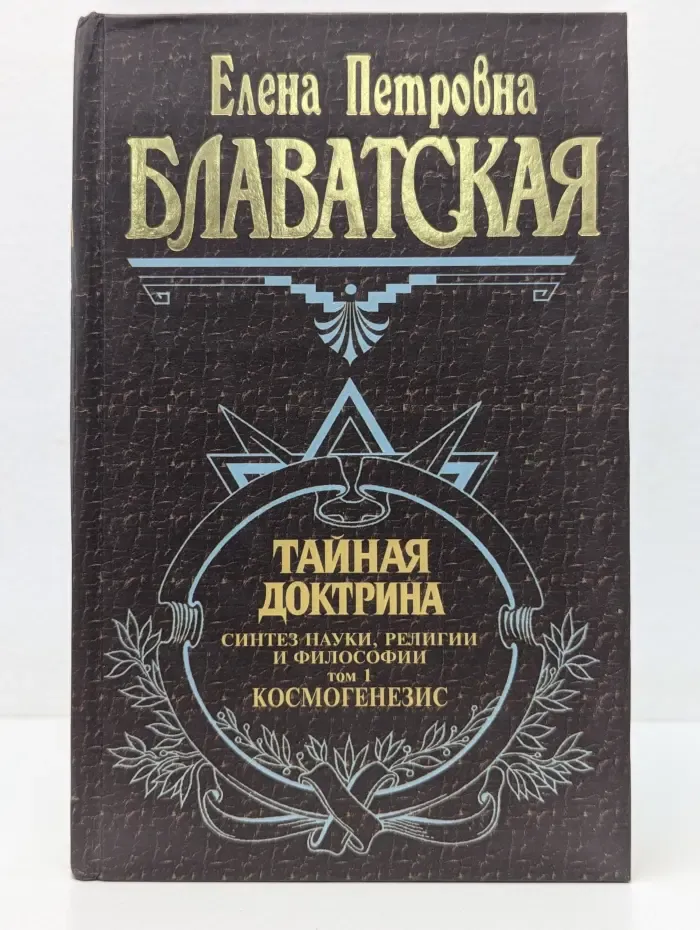 Елена Петровна
БЛАВАТСКАЯ
ТАЙНАЯ
ДОКТРИНА
СИНТЕЗ НАУКИ, РЕЛИГИИ
И ФИЛОСОФИИ
ТОМ 1
КОСМОГЕНЕЗИС